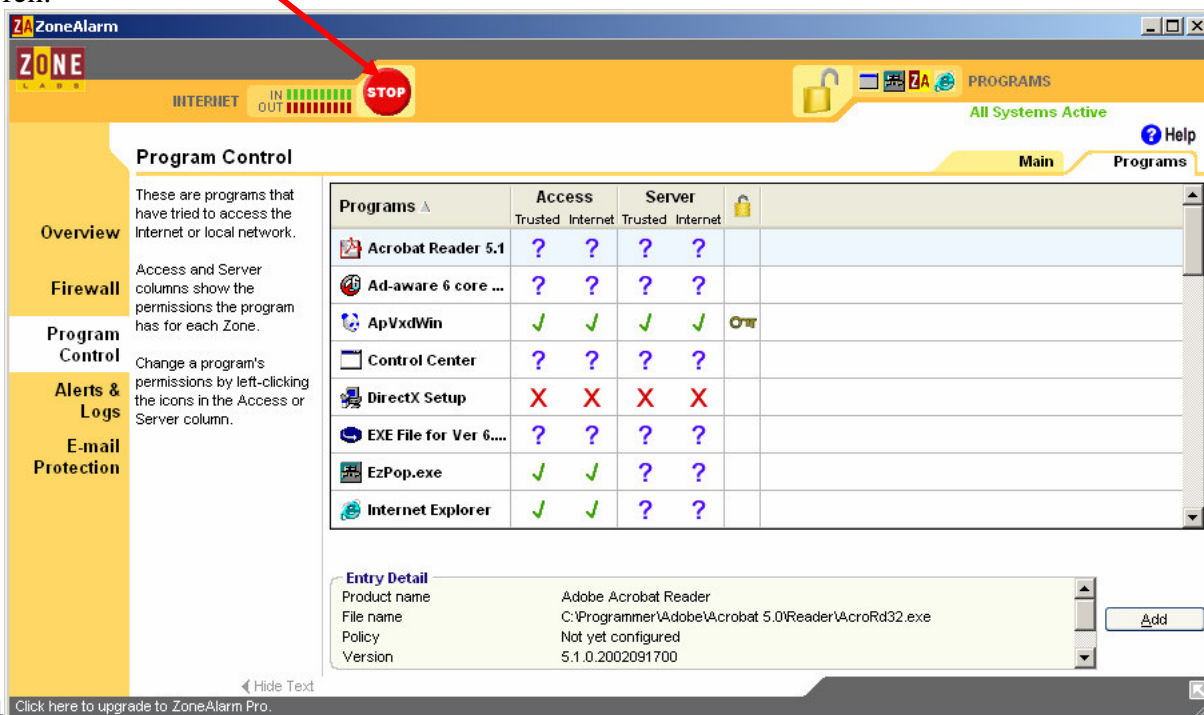 ren.
ZA ZoneAlarm
ZONE
LABS
INTERNET IN OUT STOP
ZA PROGRAMS
All Systems Active
Help
Program Control
Main Programs
Overview
Firewall
Program Control
Alerts & Logs
E-mail Protection
These are programs that
have tried to access the
Internet or local network.
Access and Server
columns show the
permissions the program
has for each Zone.
Change a program's
permissions by left-clicking
the icons in the Access or
Server column.
Programs Access Server
Trusted Internet Trusted Internet
Acrobat Reader 5.1 ? ? ? ?
Ad-aware 6 core ... ? ? ? ?
ApVxdWin
Control Center ? ? ? ?
DirectX Setup X X X X
EXE File for Ver 6.... ? ? ? ?
EzPop.exe ? ?
Internet Explorer ? ?
Entry Detail
Product name Adobe Acrobat Reader
File name C:\Programmer\Adobe\Acrobat 5.0\Reader\AcroRd32.exe
Policy Not yet configured
Version 5.1.0.2002091700
Add
Hide Text
Click here to upgrade to ZoneAlarm Pro.